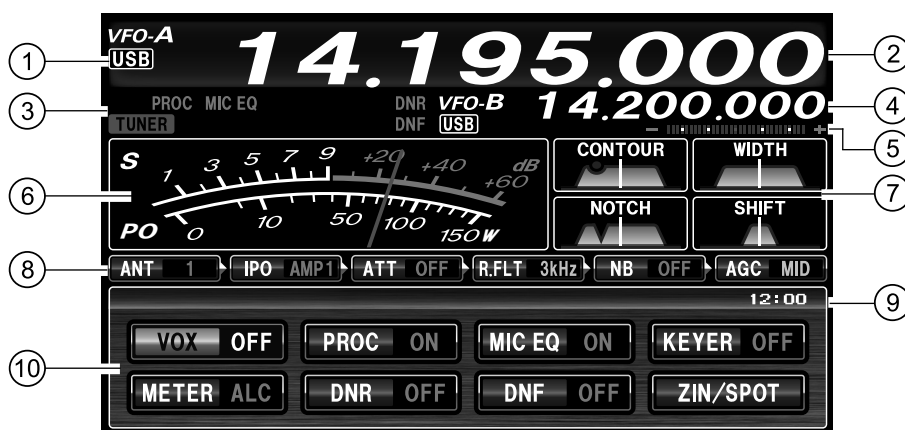 VFO-A 14.195.000
① USB ②
③ PROC MIC EQ DNR VFO-B 14.200.000 ④
TUNER DNF USB − + ⑤
S 1 3 5 7 9 +20 +40 +60 dB
⑥ CONTOUR WIDTH ⑦
PO 0 10 50 100 150 W
NOTCH SHIFT
⑧ ANT 1 IPO AMP1 ATT OFF R.FLT 3kHz NB OFF AGC MID
12:00 ⑨
VOX OFF PROC ON MIC EQ ON KEYER OFF
⑩ METER ALC DNR OFF DNF OFF ZIN/SPOT